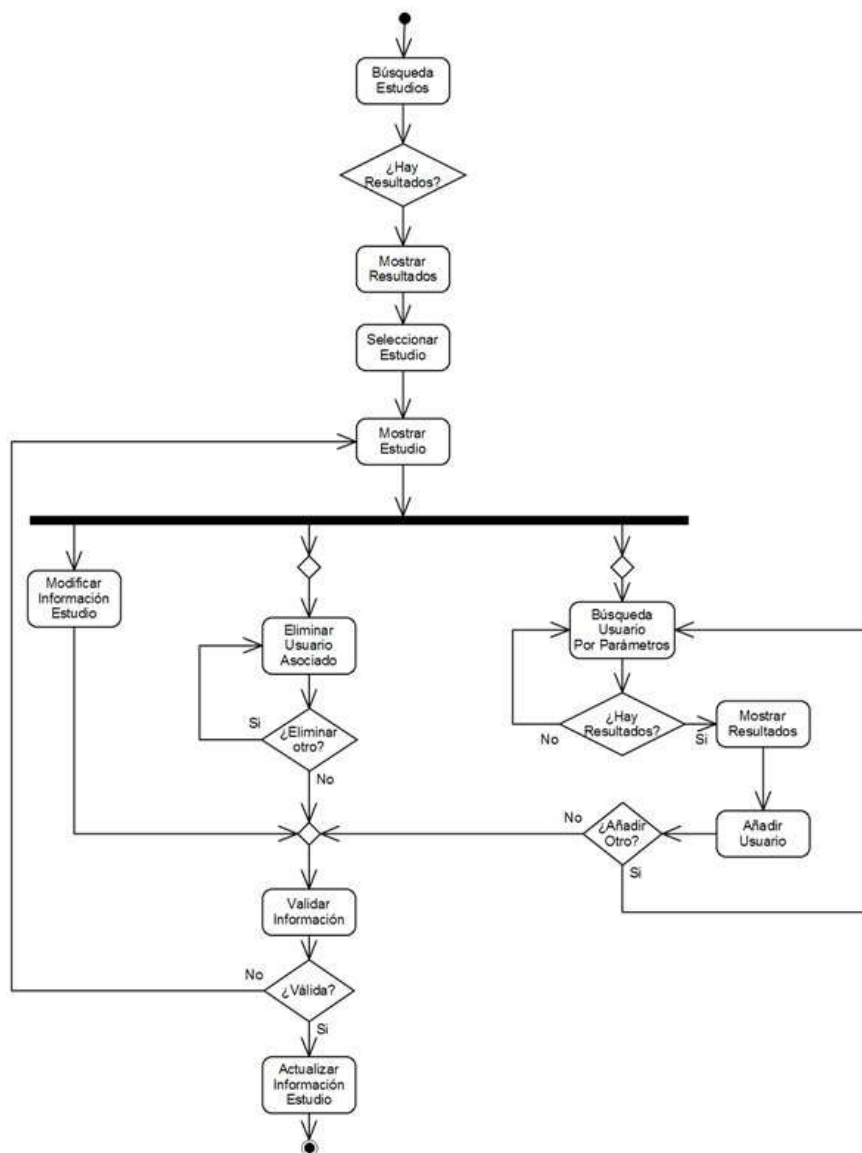 Búsqueda
Estudios
¿Hay
Resultados?
Mostrar
Resultados
Seleccionar
Estudio
Mostrar
Estudio
Modificar
Información
Estudio
Eliminar
Usuario
Asociado
Si
¿Eliminar
otro?
No
Búsqueda
Usuario
Por Parámetros
¿Hay
Resultados?
No
Si
Mostrar
Resultados
Añadir
Usuario
¿Añadir
Otro?
No
Si
Validar
Información
No
¿Válida?
Si
Actualizar
Información
Estudio